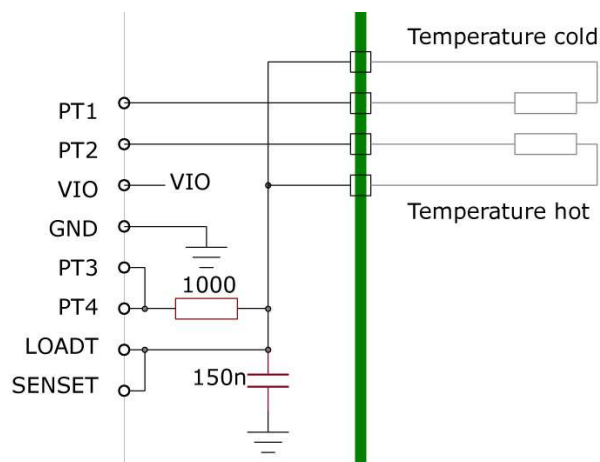 Temperature cold
PT1
PT2
VIO VIO
Temperature hot
GND
PT3
1000
PT4
LOADT
150n
SENSET